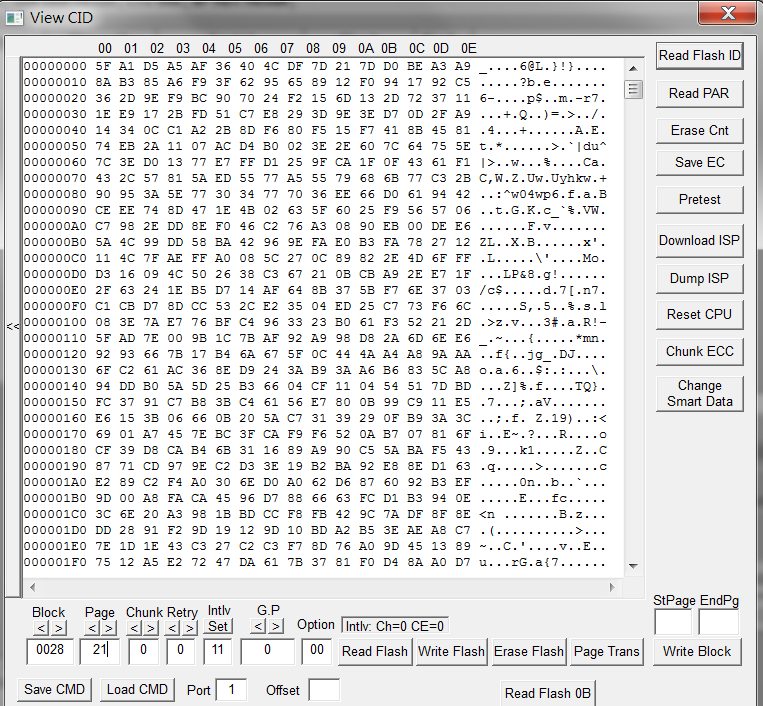 View CID
00 01 02 03 04 05 06 07 08 09 0A 0B 0C 0D 0E
00000000 5F A1 D5 A5 AF 36 40 4C DF 7D 21 7D D0 BE A3 A9 _....6@L.}!}....
00000010 8A B3 85 A6 F9 3F 62 95 65 89 12 F0 94 17 92 C5 .....?b.e.......
00000020 36 2D 9E F9 BC 90 70 24 F2 15 6D 13 2D 72 37 11 6-....p$..m.-r7.
00000030 1E E9 17 2B FD 51 C7 E8 29 3D 9E 3E D7 0D 2F A9 ...+.Q..)=.>../.
00000040 14 34 0C C1 A2 2B 8D F6 80 F5 15 F7 41 8B 45 81 .4...+......A.E.
00000050 74 EB 2A 11 07 AC D4 B0 02 3E 2E 60 7C 64 75 5E t.*......>.`|du^
00000060 7C 3E D0 13 77 E7 FF D1 25 9F CA 1F 0F 43 61 F1 |>..w...%....Ca.
00000070 43 2C 57 81 5A ED 55 77 A5 55 79 68 6B 77 C3 2B C,W.Z.Uw.Uyhkw.+
00000080 90 95 3A 5E 77 30 34 77 70 36 EE 66 D0 61 94 42 ..:^w04wp6.f.a.B
00000090 CE EE 74 8D 47 1E 4B 02 63 5F 60 25 F9 56 57 06 ..t.G.K.c_`%.VW.
000000A0 C7 98 2E DD 8E F0 46 C2 76 A3 08 90 EB 00 DE E6 ......F.v.......
000000B0 5A 4C 99 DD 58 BA 42 96 9E FA E0 B3 FA 78 27 12 ZL..X.B......x'.
000000C0 11 4C 7F AE FF A0 08 5C 27 0C 89 82 2E 4D 6F FF .L.....\'....Mo.
000000D0 D3 16 09 4C 50 26 38 C3 67 21 0B CB A9 2E E7 1F ...LP&8.g!......
000000E0 2F 63 24 1E B5 D7 14 AF 64 8B 37 5B F7 6E 37 03 /c$.....d.7[.n7.
000000F0 C1 CB D7 8D CC 53 2C E2 35 04 ED 25 C7 73 F6 6C .....S,.5..%.s.l
00000100 08 3E 7A E7 76 BF C4 96 33 23 B0 61 F3 52 21 2D .>z.v...3#.a.R!-
00000110 5F AD 7E 00 9B 1C 7B AF 92 A9 98 D8 2A 6D 6E E6 _.~...{.....*mn.
00000120 92 93 66 7B 17 B4 6A 67 5F 0C 44 4A A4 A8 9A AA ..f{..jg_.DJ....
00000130 6F C2 61 AC 36 8E D9 24 3A B9 3A A6 B6 83 5C A8 o.a.6..$:.:...\.
00000140 94 DD B0 5A 5D 25 B3 66 04 CF 11 04 54 51 7D BD ...Z]%.f....TQ}.
00000150 FC 37 91 C7 B8 3B C4 61 56 E7 80 0B 99 C9 11 E5 .7...;.aV.......
00000160 E6 15 3B 06 66 0B 20 5A C7 31 39 29 0F B9 3A 3C ..;.f. Z.19)..:<
00000170 69 01 A7 45 7E BC 3F CA F9 F6 52 0A B7 07 81 6F i..E~.?...R....o
00000180 CF 39 D8 CA B4 6B 31 16 89 A9 90 C5 5A BA F5 43 .9...k1.....Z..C
00000190 87 71 CD 97 9E C2 D3 3E 19 B2 BA 92 E8 8E D1 63 .q.....>.......c
000001A0 E2 89 C2 F4 A0 30 6E D0 A0 62 D6 87 60 92 B3 EF .....0n..b..`...
000001B0 9D 00 A8 FA CA 45 96 D7 88 66 63 FC D1 B3 94 0E .....E...fc.....
000001C0 3C 6E 20 A3 98 1B BD CC F8 FB 42 9C 7A DF 8F 8E <n .......B.z...
000001D0 DD 28 91 F2 9D 19 12 9D 10 BD A2 B5 3E AE A8 C7 .(..........>...
000001E0 7E 1D 1E 43 C3 27 C2 C3 F7 8D 76 A0 9D 45 13 89 ~..C.'....v..E..
000001F0 75 12 A5 E2 72 47 DA 61 7B 37 81 F0 D4 8A A0 D7 u...rG.a{7......
<<
Read Flash ID
Read PAR
Erase Cnt
Save EC
Pretest
Download ISP
Dump ISP
Reset CPU
Chunk ECC
Change
Smart Data
StPage EndPg
Block Page Chunk Retry Intlv G.P
< > < > < > < > Set < > Option Intlv: Ch=0 CE=0
0028 21 0 0 11 0 00 Read Flash Write Flash Erase Flash Page Trans Write Block
Save CMD Load CMD Port 1 Offset Read Flash 0B